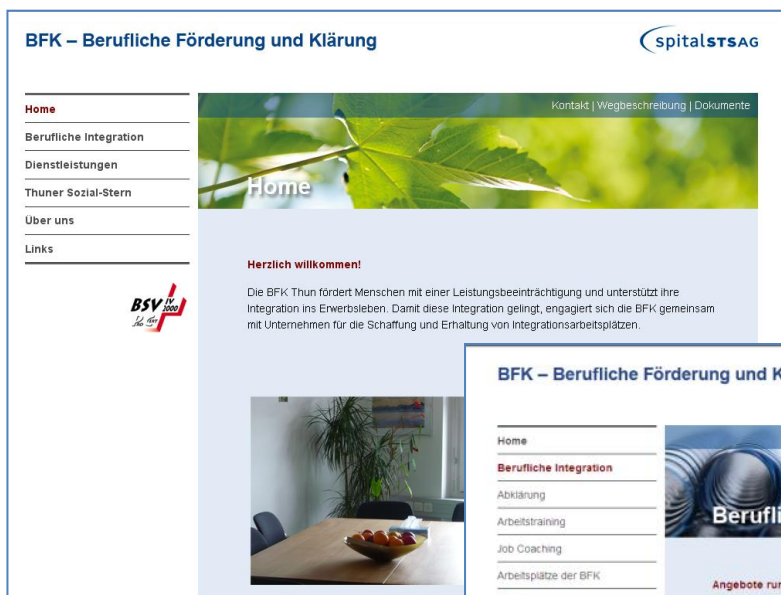 BFK – Berufliche Förderung und Klärung
spitalSTSAG
Kontakt | Wegbeschreibung | Dokumente
Home
Berufliche Integration
Dienstleistungen
Thuner Sozial-Stern
Über uns
Links
Home
BSV IV
2000
Herzlich willkommen!
Die BFK Thun fördert Menschen mit einer Leistungsbeeinträchtigung und unterstützt ihre
Integration ins Erwerbsleben. Damit diese Integration gelingt, engagiert sich die BFK gemeinsam
mit Unternehmen für die Schaffung und Erhaltung von Integrationsarbeitsplätzen.
BFK – Berufliche Förderung und K
Home
Berufliche Integration
Abklärung
Arbeitstraining
Job Coaching
Arbeitsplätze der BFK
Berufli
Angebote run